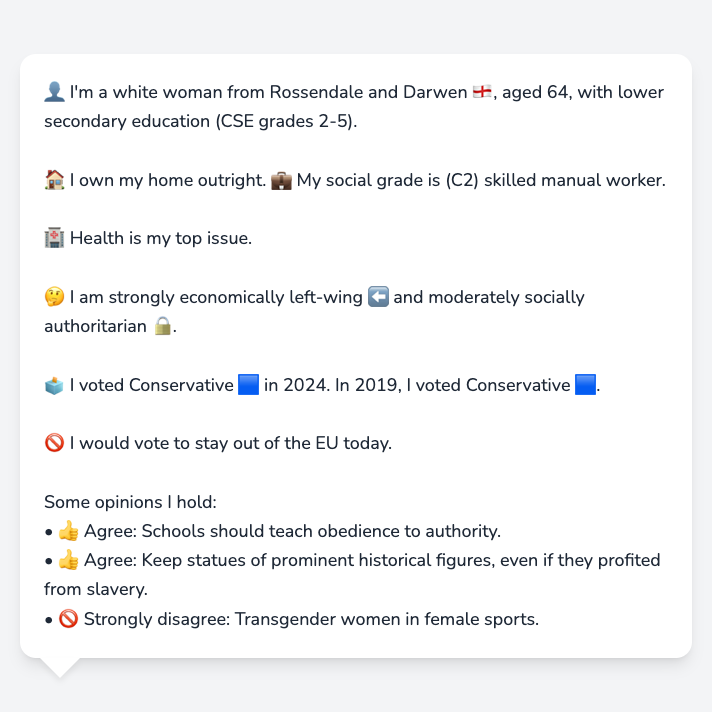 👤 I'm a white woman from Rossendale and Darwen 🏴󠁧󠁢󠁥󠁮󠁧󠁿, aged 64, with lower
secondary education (CSE grades 2-5).
🏠 I own my home outright. 💼 My social grade is (C2) skilled manual worker.
🏥 Health is my top issue.
🤔 I am strongly economically left-wing ⬅️ and moderately socially
authoritarian 🔒.
🗳️ I voted Conservative 🟦 in 2024. In 2019, I voted Conservative 🟦.
🚫 I would vote to stay out of the EU today.
Some opinions I hold:
• 👍 Agree: Schools should teach obedience to authority.
• 👍 Agree: Keep statues of prominent historical figures, even if they profited
from slavery.
• 🚫 Strongly disagree: Transgender women in female sports.